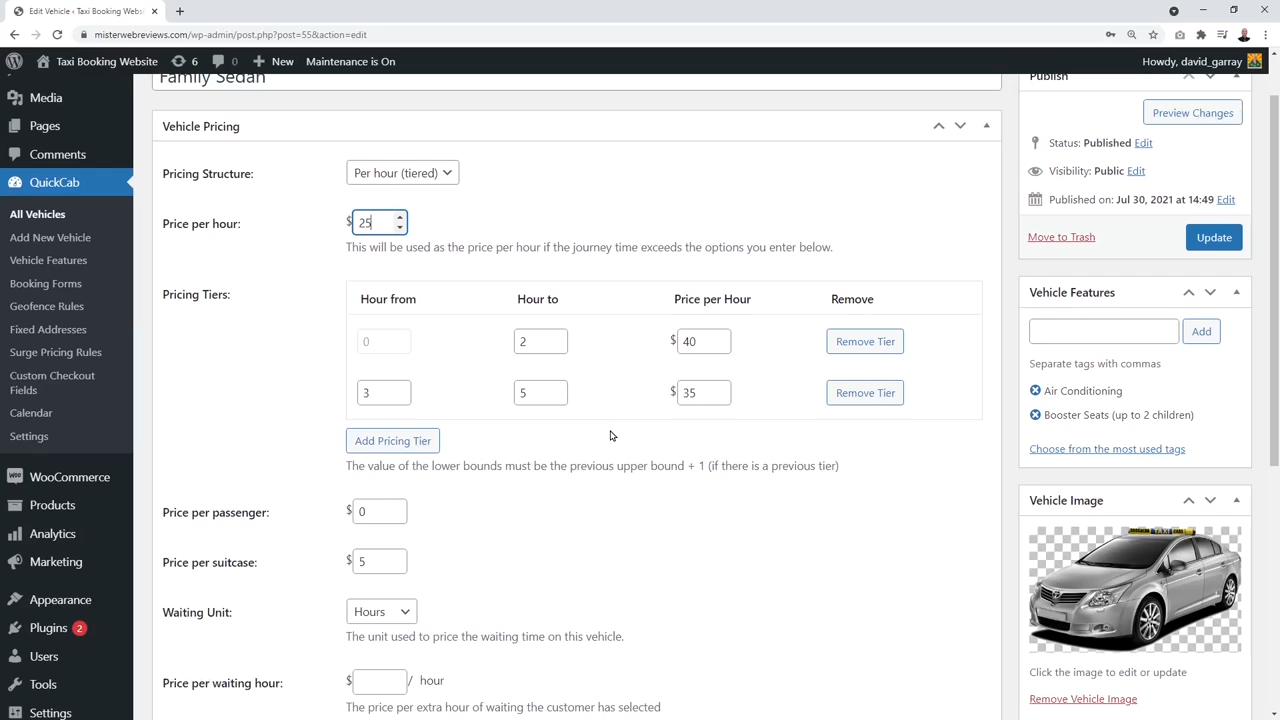 Edit Vehicle ‹ Taxi Booking Webs
misterwebreviews.com/wp-admin/post.php?post=55&action=edit
Taxi Booking Website 6 0 New Maintenance is On Howdy, david_garray
Media
Pages
Comments
QuickCab
All Vehicles
Add New Vehicle
Vehicle Features
Booking Forms
Geofence Rules
Fixed Addresses
Surge Pricing Rules
Custom Checkout
Fields
Calendar
Settings
WooCommerce
Products
Analytics
Marketing
Appearance
Plugins 2
Users
Tools
Settings
Family Sedan
Vehicle Pricing
Pricing Structure: Per hour (tiered)
Price per hour: $ 25
This will be used as the price per hour if the journey time exceeds the options you enter below.
Pricing Tiers:
Hour from Hour to Price per Hour Remove
0 2 $ 40 Remove Tier
3 5 $ 35 Remove Tier
Add Pricing Tier
The value of the lower bounds must be the previous upper bound + 1 (if there is a previous tier)
Price per passenger: $ 0
Price per suitcase: $ 5
Waiting Unit: Hours
The unit used to price the waiting time on this vehicle.
Price per waiting hour: $ / hour
The price per extra hour of waiting the customer has selected
Publish
Preview Changes
Status: Published Edit
Visibility: Public Edit
Published on: Jul 30, 2021 at 14:49 Edit
Move to Trash Update
Vehicle Features
Add
Separate tags with commas
Air Conditioning
Booster Seats (up to 2 children)
Choose from the most used tags
Vehicle Image
TAXI
Click the image to edit or update
Remove Vehicle Image